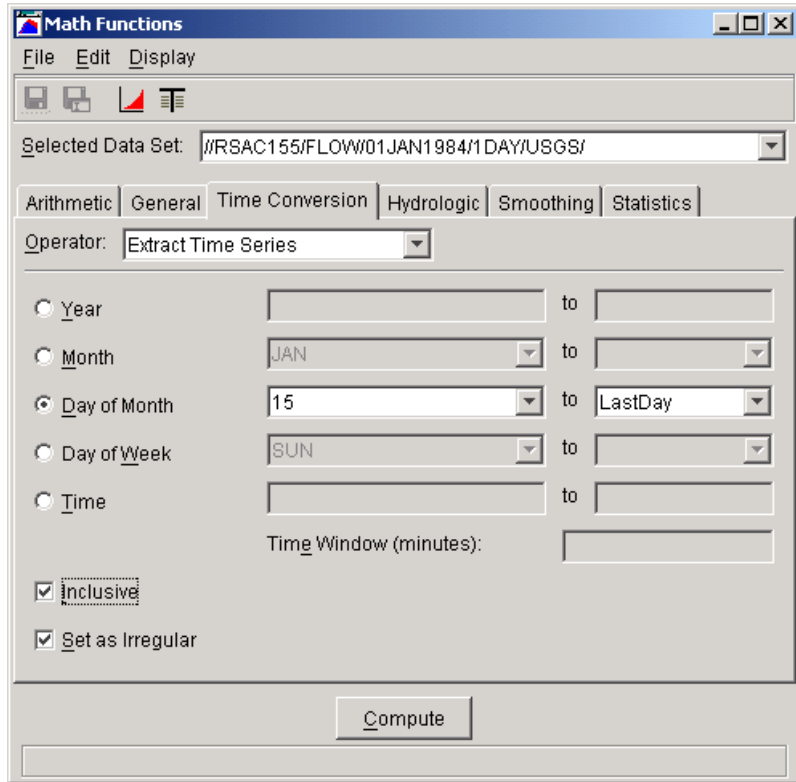 Math Functions
File Edit Display
Selected Data Set: //RSAC155/FLOW/01JAN1984/1DAY/USGS/
Arithmetic General Time Conversion Hydrologic Smoothing Statistics
Operator: Extract Time Series
Year to
Month JAN to
Day of Month 15 to LastDay
Day of Week SUN to
Time to
Time Window (minutes):
Inclusive
Set as Irregular
Compute